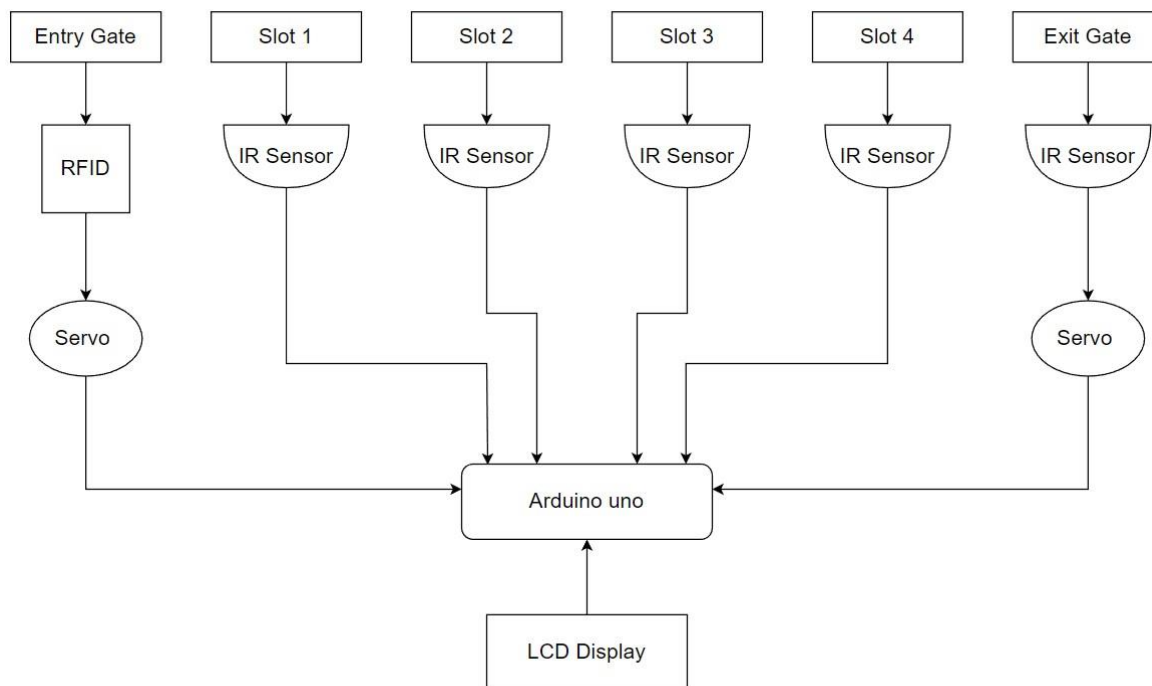 Entry Gate
Slot 1
Slot 2
Slot 3
Slot 4
Exit Gate
RFID
IR Sensor
IR Sensor
IR Sensor
IR Sensor
IR Sensor
Servo
Servo
Arduino uno
LCD Display